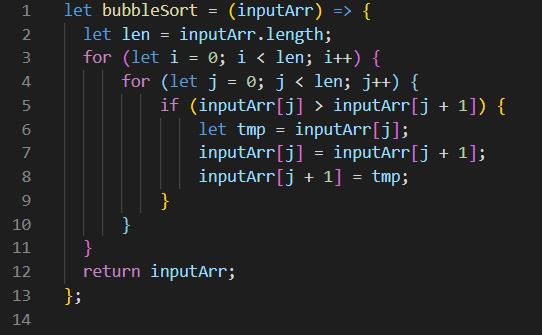 1 let bubbleSort = (inputArr) => {
2 let len = inputArr.length;
3 for (let i = 0; i < len; i++) {
4 for (let j = 0; j < len; j++) {
5 if (inputArr[j] > inputArr[j + 1]) {
6 let tmp = inputArr[j];
7 inputArr[j] = inputArr[j + 1];
8 inputArr[j + 1] = tmp;
9 }
10 }
11 }
12 return inputArr;
13 };
14